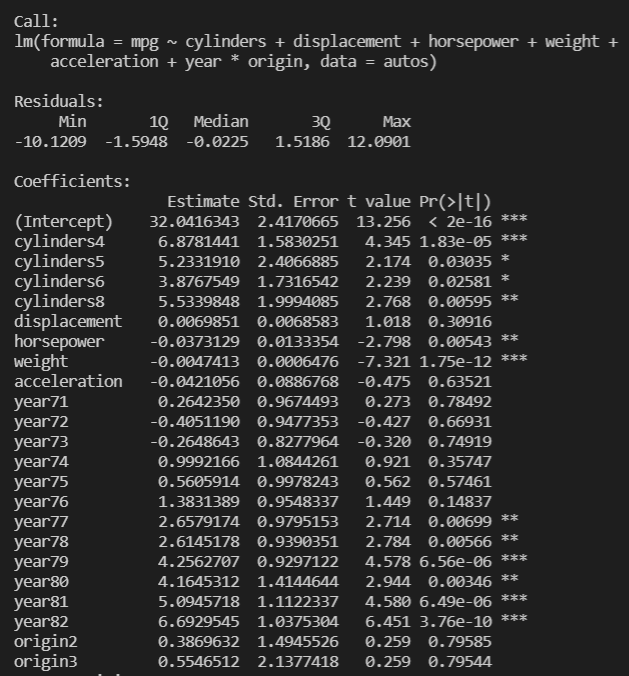 Call:
lm(formula = mpg ~ cylinders + displacement + horsepower + weight +
    acceleration + year * origin, data = autos)
Residuals:
     Min       1Q   Median       3Q      Max
-10.1209  -1.5948  -0.0225   1.5186  12.0901
Coefficients:
               Estimate Std. Error t value Pr(>|t|)
(Intercept)  32.0416343  2.4170665  13.256  < 2e-16 ***
cylinders4    6.8781441  1.5830251   4.345 1.83e-05 ***
cylinders5    5.2331910  2.4066885   2.174  0.03035 *
cylinders6    3.8767549  1.7316542   2.239  0.02581 *
cylinders8    5.5339848  1.9994085   2.768  0.00595 **
displacement  0.0069851  0.0068583   1.018  0.30916
horsepower   -0.0373129  0.0133354  -2.798  0.00543 **
weight       -0.0047413  0.0006476  -7.321 1.75e-12 ***
acceleration -0.0421056  0.0886768  -0.475  0.63521
year71        0.2642350  0.9674493   0.273  0.78492
year72       -0.4051190  0.9477353  -0.427  0.66931
year73       -0.2648643  0.8277964  -0.320  0.74919
year74        0.9992166  1.0844261   0.921  0.35747
year75        0.5605914  0.9978243   0.562  0.57461
year76        1.3831389  0.9548337   1.449  0.14837
year77        2.6579174  0.9795153   2.714  0.00699 **
year78        2.6145178  0.9390351   2.784  0.00566 **
year79        4.2562707  0.9297122   4.578 6.56e-06 ***
year80        4.1645312  1.4144644   2.944  0.00346 **
year81        5.0945718  1.1122337   4.580 6.49e-06 ***
year82        6.6929545  1.0375304   6.451 3.76e-10 ***
origin2       0.3869632  1.4945526   0.259  0.79585
origin3       0.5546512  2.1377418   0.259  0.79544